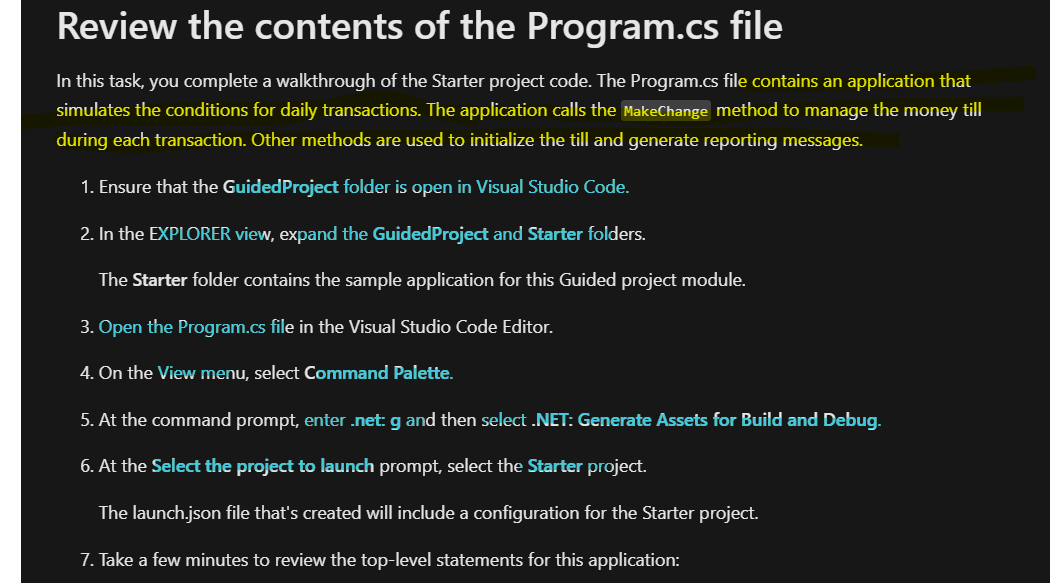 Review the contents of the Program.cs file
In this task, you complete a walkthrough of the Starter project code. The Program.cs file contains an application that
simulates the conditions for daily transactions. The application calls the MakeChange method to manage the money till
during each transaction. Other methods are used to initialize the till and generate reporting messages.
1. Ensure that the GuidedProject folder is open in Visual Studio Code.
2. In the EXPLORER view, expand the GuidedProject and Starter folders.
The Starter folder contains the sample application for this Guided project module.
3. Open the Program.cs file in the Visual Studio Code Editor.
4. On the View menu, select Command Palette.
5. At the command prompt, enter .net: g and then select .NET: Generate Assets for Build and Debug.
6. At the Select the project to launch prompt, select the Starter project.
The launch.json file that's created will include a configuration for the Starter project.
7. Take a few minutes to review the top-level statements for this application: